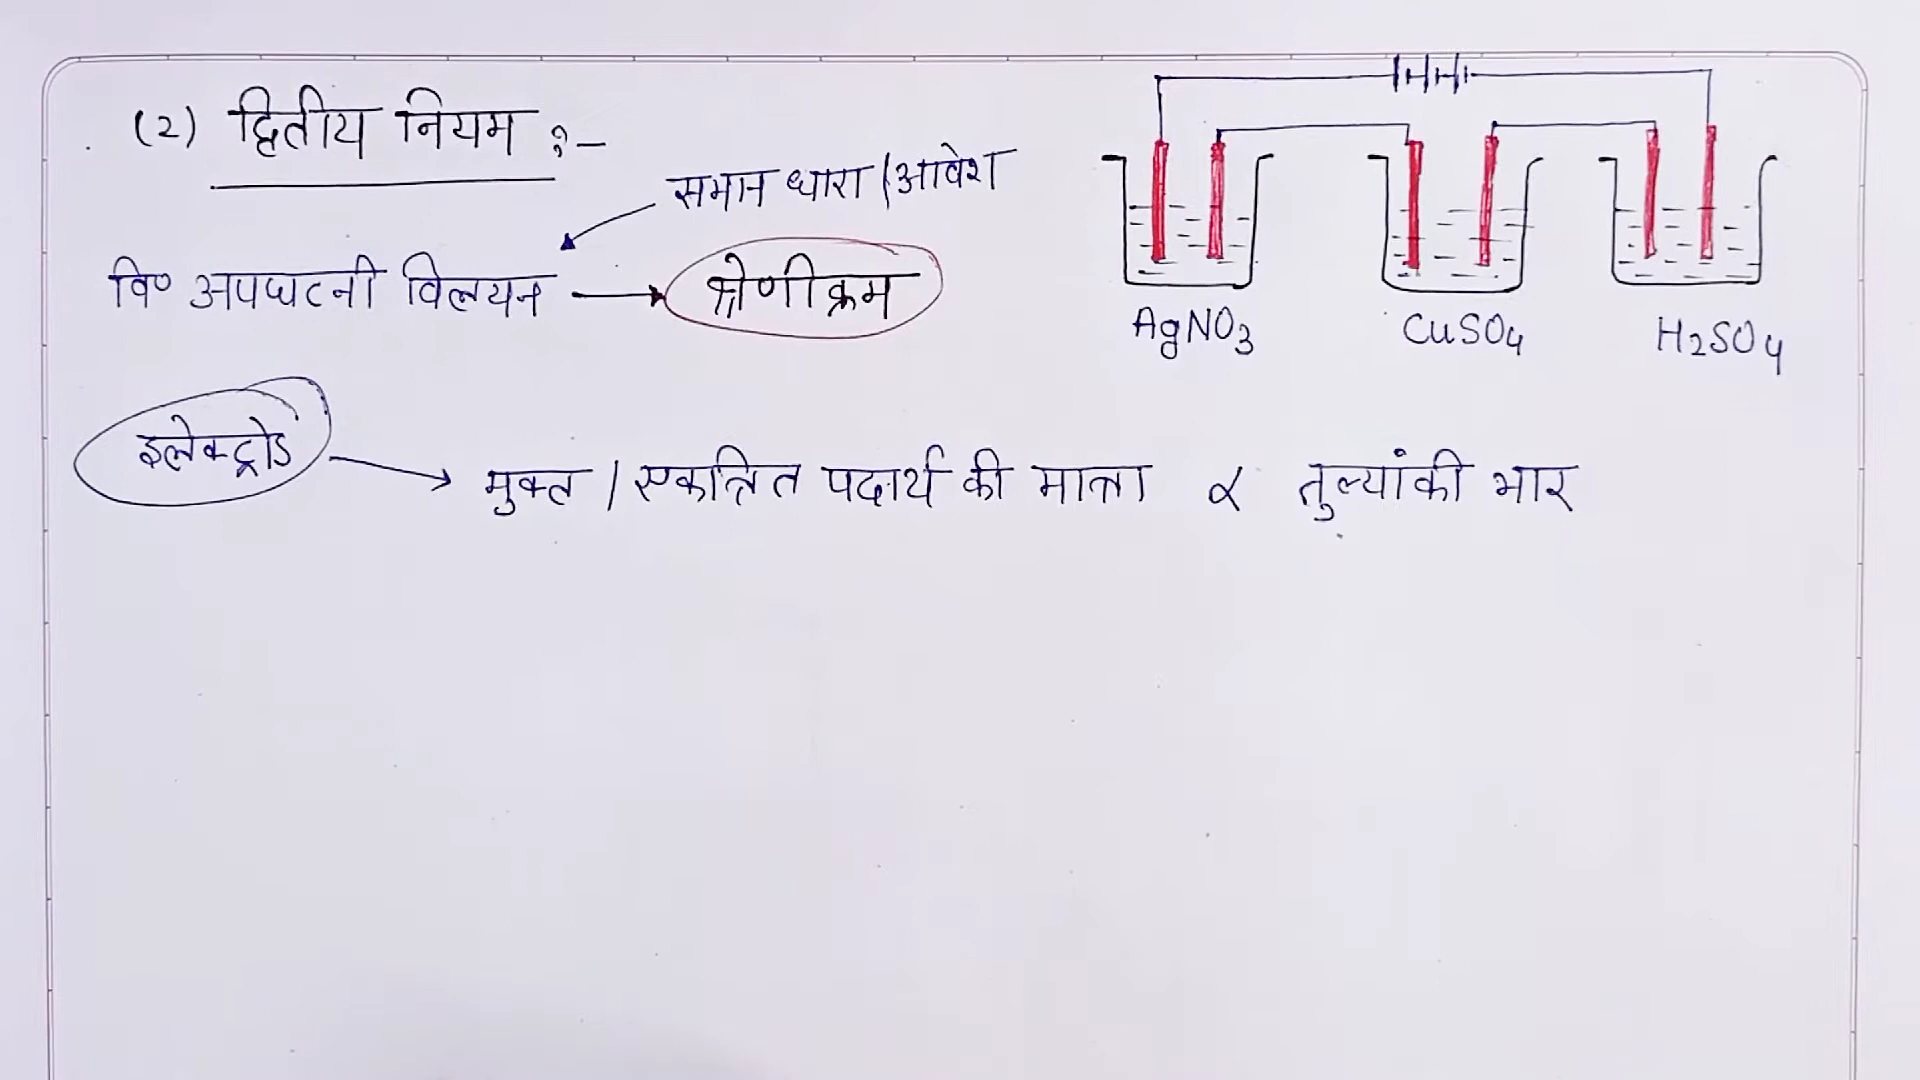 (2) द्वितीय नियम :-
समान धारा/आवेश
वि० अपघटनी विलयन → श्रेणीक्रम
AgNO3 CuSO4 H2SO4
इलेक्ट्रोड → मुक्त / एकत्रित पदार्थ की मात्रा ∝ तुल्यांकी भार